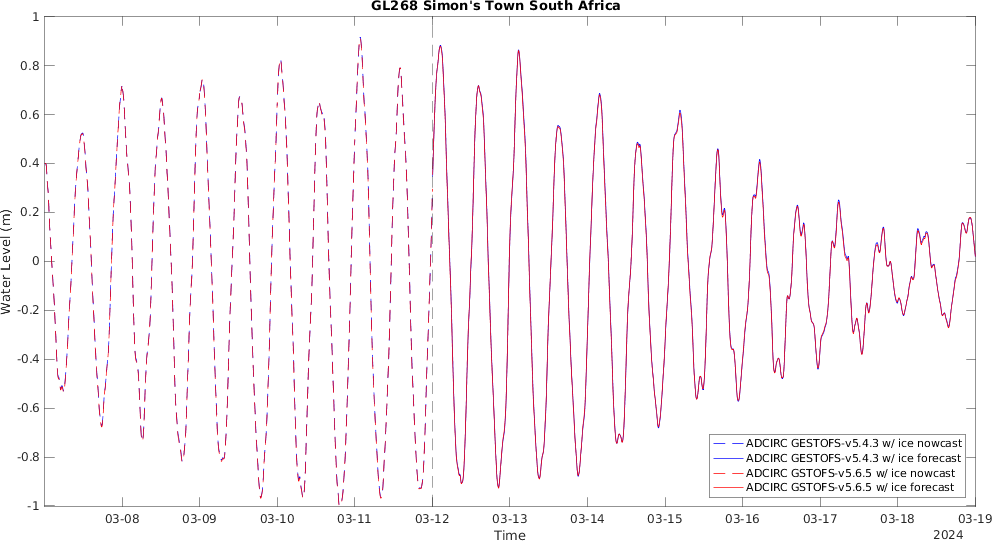 GL268 Simon's Town South Africa
1
0.8
0.6
0.4
0.2
0
-0.2
-0.4
-0.6
-0.8
-1
Water Level (m)
ADCIRC GESTOFS-v5.4.3 w/ ice nowcast
ADCIRC GESTOFS-v5.4.3 w/ ice forecast
ADCIRC GSTOFS-v5.6.5 w/ ice nowcast
ADCIRC GSTOFS-v5.6.5 w/ ice forecast
03-08 03-09 03-10 03-11 03-12 03-13 03-14 03-15 03-16 03-17 03-18 03-19
Time
2024